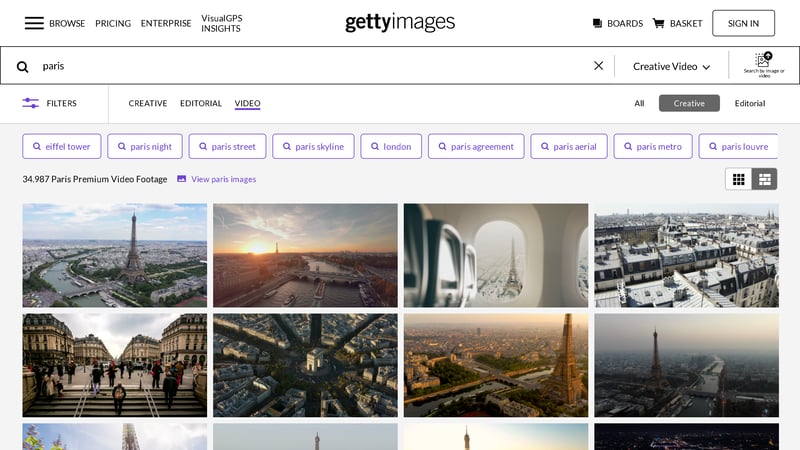 BROWSE PRICING ENTERPRISE VisualGPS INSIGHTS gettyimages BOARDS BASKET SIGN IN
paris Creative Video Search by image or video
FILTERS CREATIVE EDITORIAL VIDEO All Creative Editorial
eiffel tower paris night paris street paris skyline london paris agreement paris aerial paris metro paris louvre
34.987 Paris Premium Video Footage View paris images